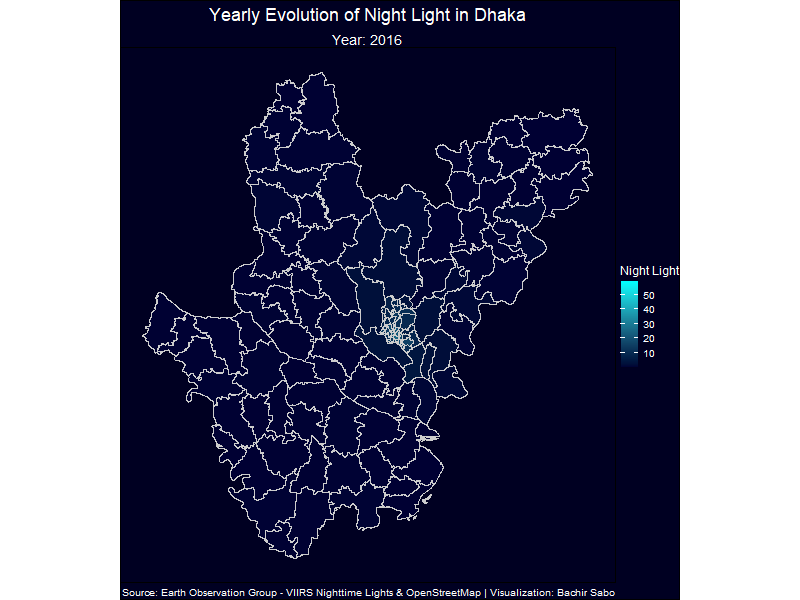 Yearly Evolution of Night Light in Dhaka
Year: 2016
Night Light
50
40
30
20
10
Source: Earth Observation Group - VIIRS Nighttime Lights & OpenStreetMap | Visualization: Bachir Sabo